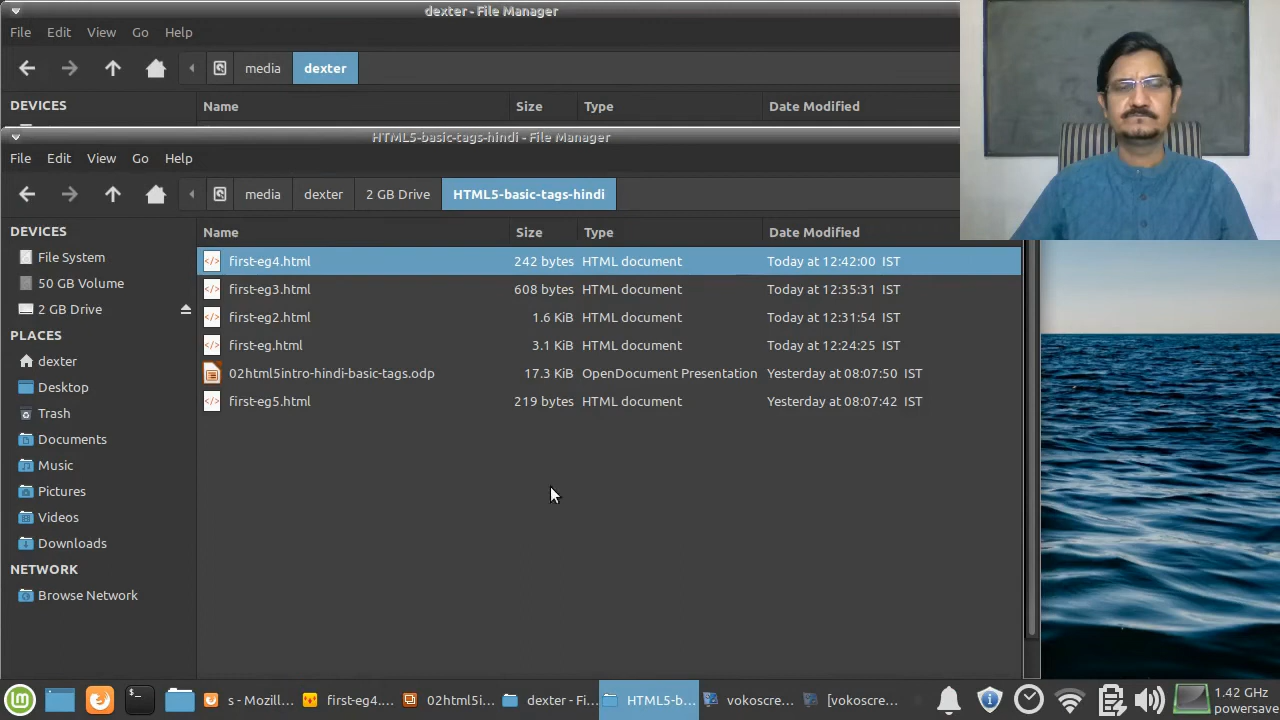 dexter - File Manager
File Edit View Go Help
media dexter
DEVICES Name Size Type Date Modified
HTML5-basic-tags-hindi - File Manager
File Edit View Go Help
media dexter 2 GB Drive HTML5-basic-tags-hindi
DEVICES Name Size Type Date Modified
File System first-eg4.html 242 bytes HTML document Today at 12:42:00 IST
50 GB Volume first-eg3.html 608 bytes HTML document Today at 12:35:31 IST
2 GB Drive first-eg2.html 1.6 KiB HTML document Today at 12:31:54 IST
PLACES first-eg.html 3.1 KiB HTML document Today at 12:24:25 IST
dexter 02html5intro-hindi-basic-tags.odp 17.3 KiB OpenDocument Presentation Yesterday at 08:07:50 IST
Desktop first-eg5.html 219 bytes HTML document Yesterday at 08:07:42 IST
Trash
Documents
Music
Pictures
Videos
Downloads
NETWORK
Browse Network
s - Mozill... first-eg4.... 02html5i... dexter - Fi... HTML5-b... vokoscre... [vokoscre... 1.42 GHz
powersave